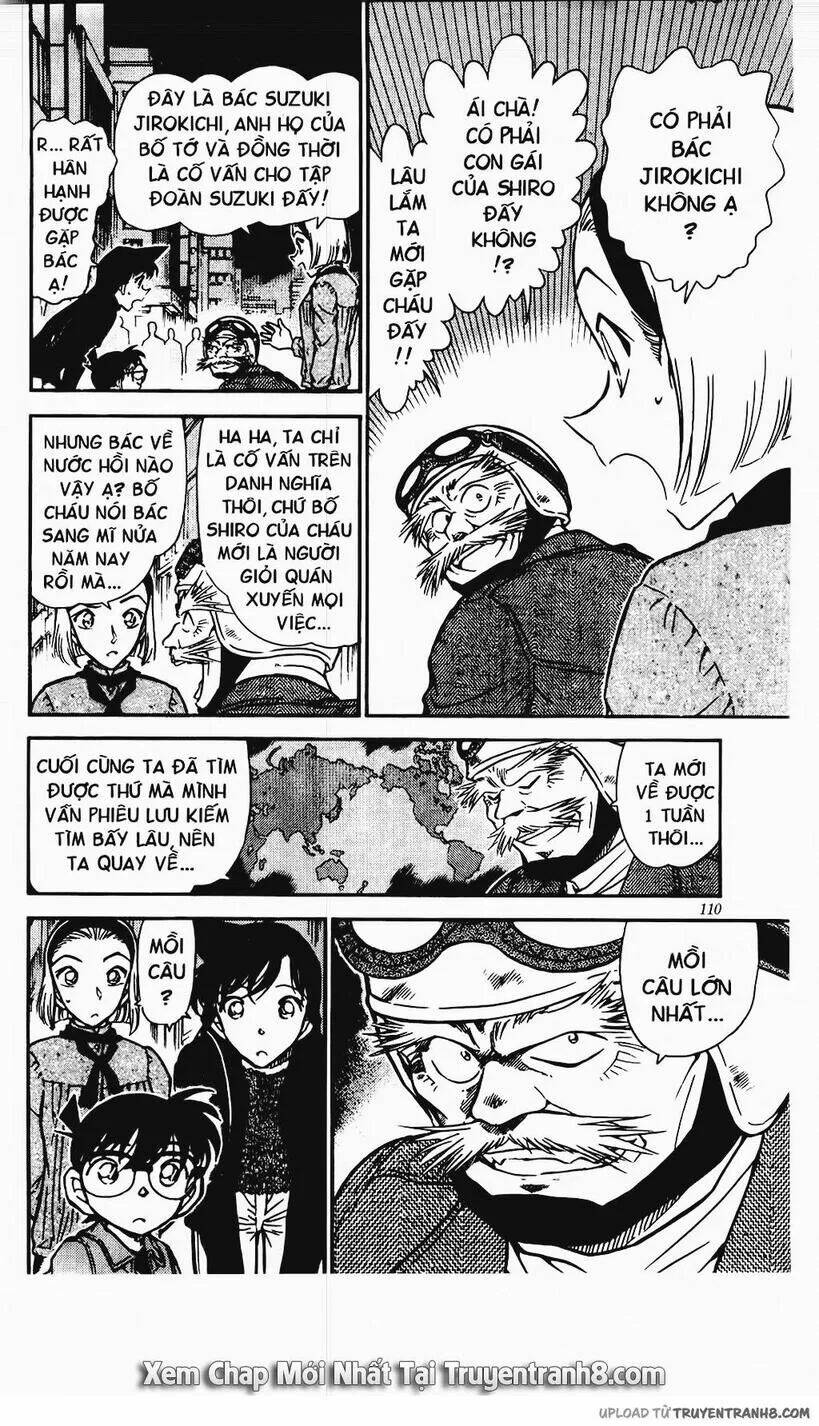 CÓ PHẢI
BÁC
JIROKICHI
KHÔNG Ạ
?
ÁI CHÀ!
CÓ PHẢI
CON GÁI
CỦA SHIRO
ĐẤY
KHÔNG
!?
LÂU
LẮM
TA
MỚI
GẶP
CHÁU
ĐẤY
!!
ĐÂY LÀ BÁC SUZUKI
JIROKICHI, ANH HỌ CỦA
BỐ TỚ VÀ ĐỒNG THỜI
LÀ CỐ VẤN CHO TẬP
ĐOÀN SUZUKI ĐẤY!
R... RẤT
HÂN
HẠNH
ĐƯỢC
GẶP
BÁC
Ạ!
HA HA, TA CHỈ
LÀ CỐ VẤN TRÊN
DANH NGHĨA
THÔI, CHỨ BỐ
SHIRO CỦA CHÁU
MỚI LÀ NGƯỜI
GIỎI QUÁN
XUYẾN MỌI
VIỆC...
NHƯNG BÁC VỀ
NƯỚC HỒI NÀO
VẬY Ạ? BỐ
CHÁU NÓI BÁC
SANG MĨ NỬA
NĂM NAY
RỒI MÀ...
TA MỚI
VỀ ĐƯỢC
1 TUẦN
THÔI...
CUỐI CÙNG TA ĐÃ TÌM
ĐƯỢC THỨ MÀ MÌNH
VẪN PHIÊU LƯU KIẾM
TÌM BẤY LÂU, NÊN
TA QUAY VỀ...
110
MỒI
CÂU LỚN
NHẤT...
MỒI
CÂU
?
Xem Chap Mới Nhất Tại Truyentranh8.com
UPLOAD TỪ TRUYENTRANH8.COM